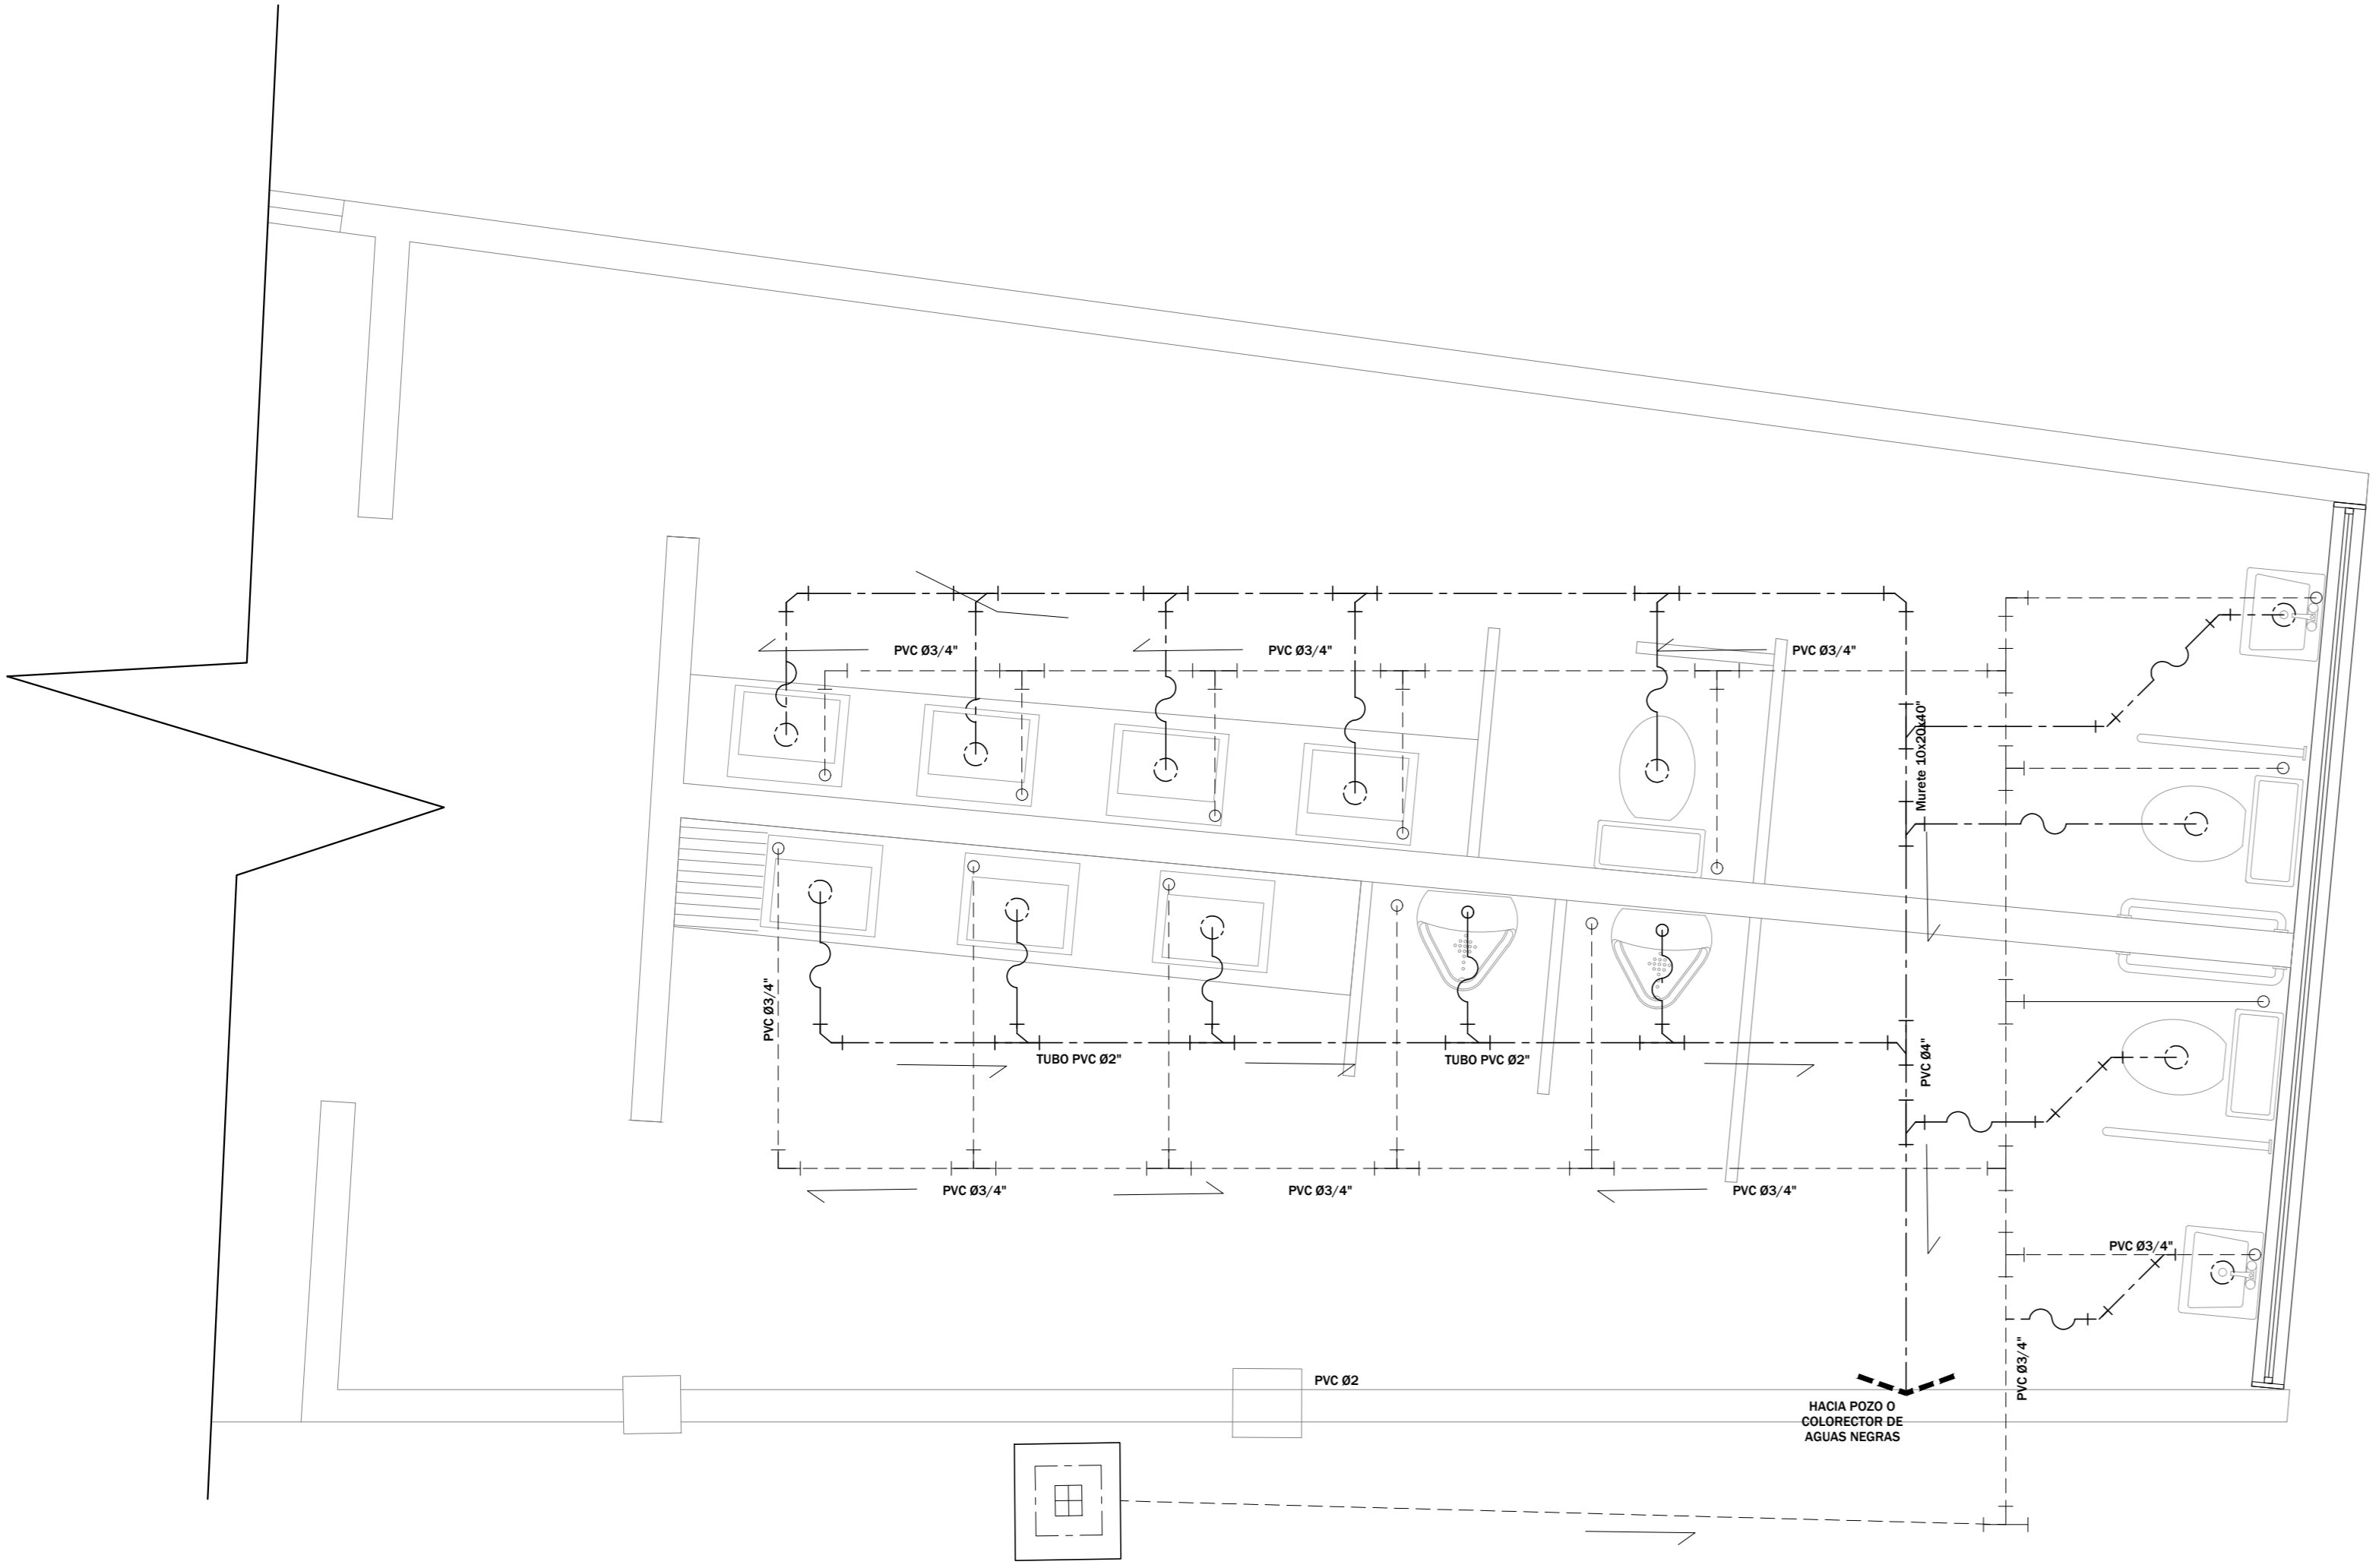 PVC Ø3/4"
PVC Ø3/4"
PVC Ø3/4"
Murete 10x20x40"
PVC Ø3/4"
TUBO PVC Ø2"
TUBO PVC Ø2"
PVC Ø4"
PVC Ø3/4"
PVC Ø3/4"
PVC Ø3/4"
PVC Ø3/4"
PVC Ø3/4"
PVC Ø2
HACIA POZO O
COLORECTOR DE
AGUAS NEGRAS